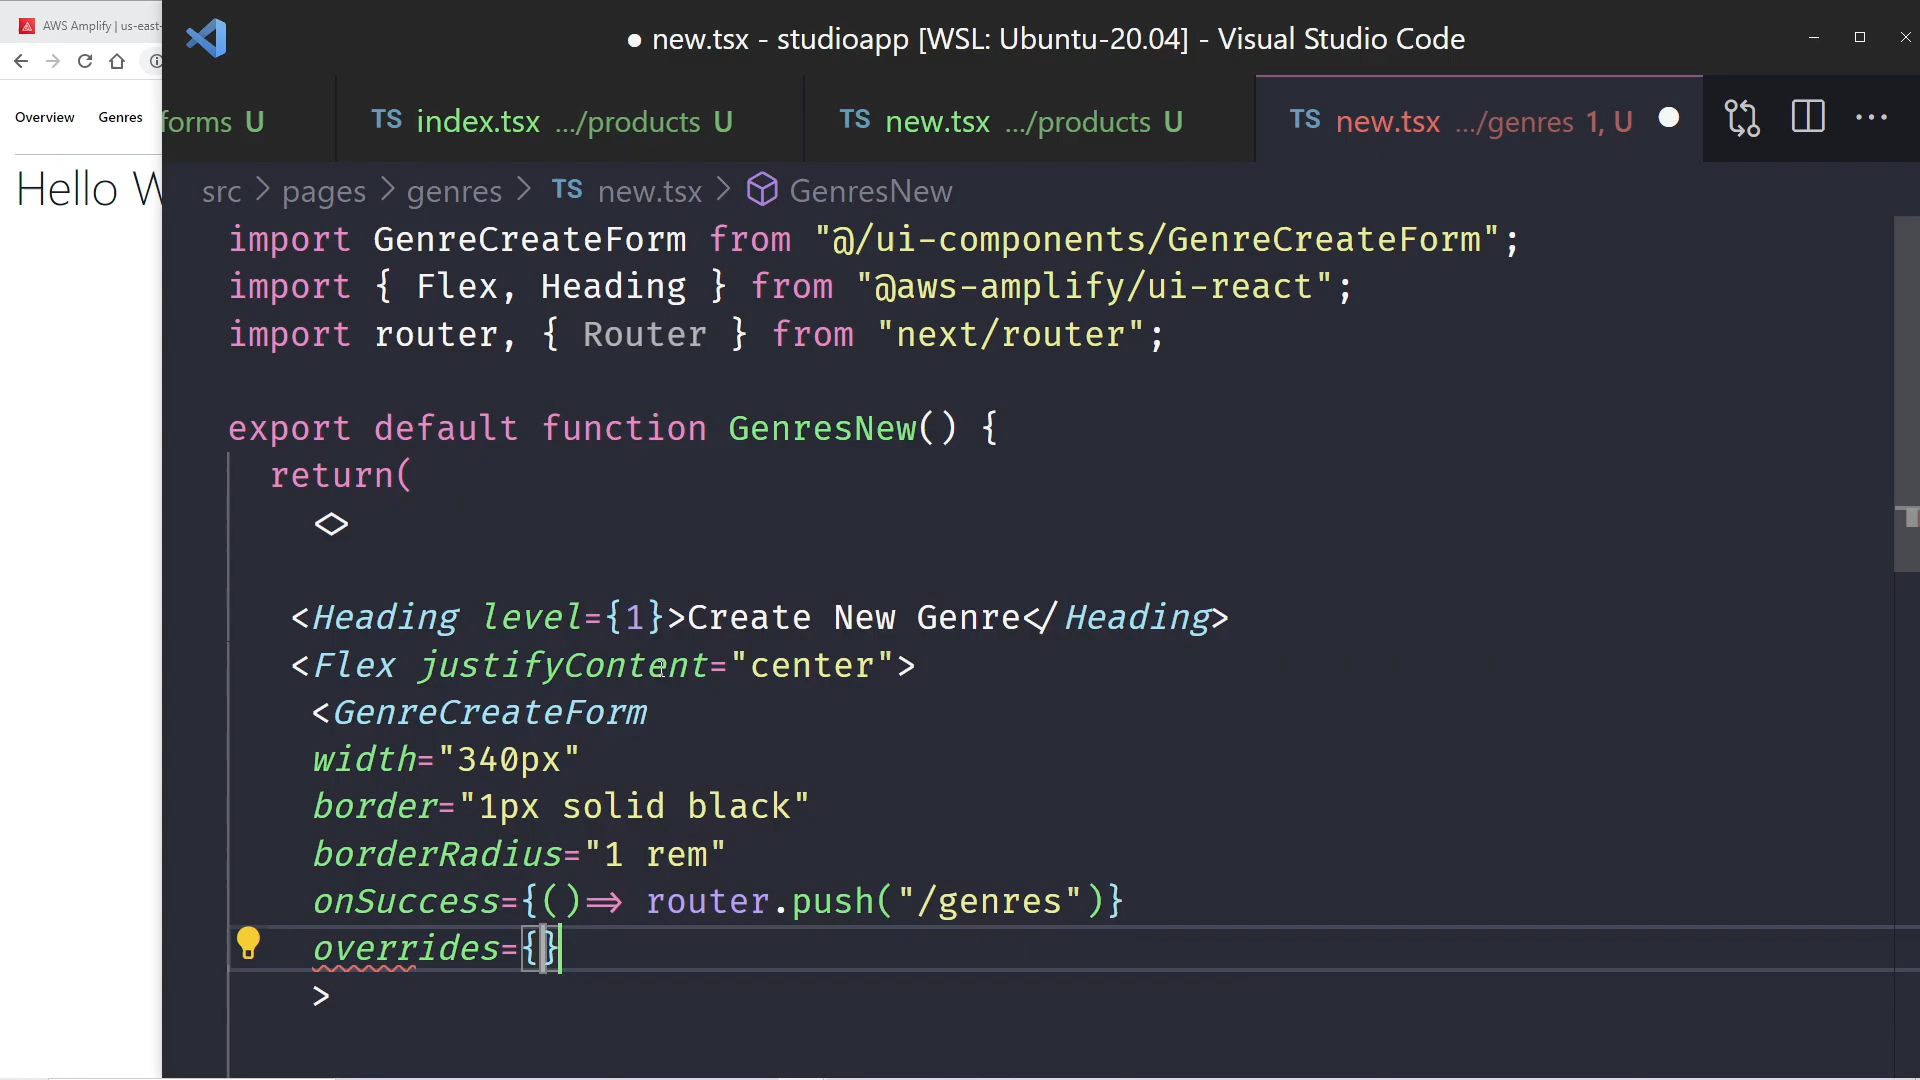 AWS Amplify | us-east-
● new.tsx - studioapp [WSL: Ubuntu-20.04] - Visual Studio Code
Overview Genres
forms U
TS index.tsx .../products U
TS new.tsx .../products U
TS new.tsx .../genres 1, U
Hello W
src > pages > genres > TS new.tsx > GenresNew
import GenreCreateForm from "@/ui-components/GenreCreateForm";
import { Flex, Heading } from "@aws-amplify/ui-react";
import router, { Router } from "next/router";
export default function GenresNew() {
return(
<>
<Heading level={1}>Create New Genre</Heading>
<Flex justifyContent="center">
<GenreCreateForm
width="340px"
border="1px solid black"
borderRadius="1 rem"
onSuccess={()=> router.push("/genres")}
overrides={}
>